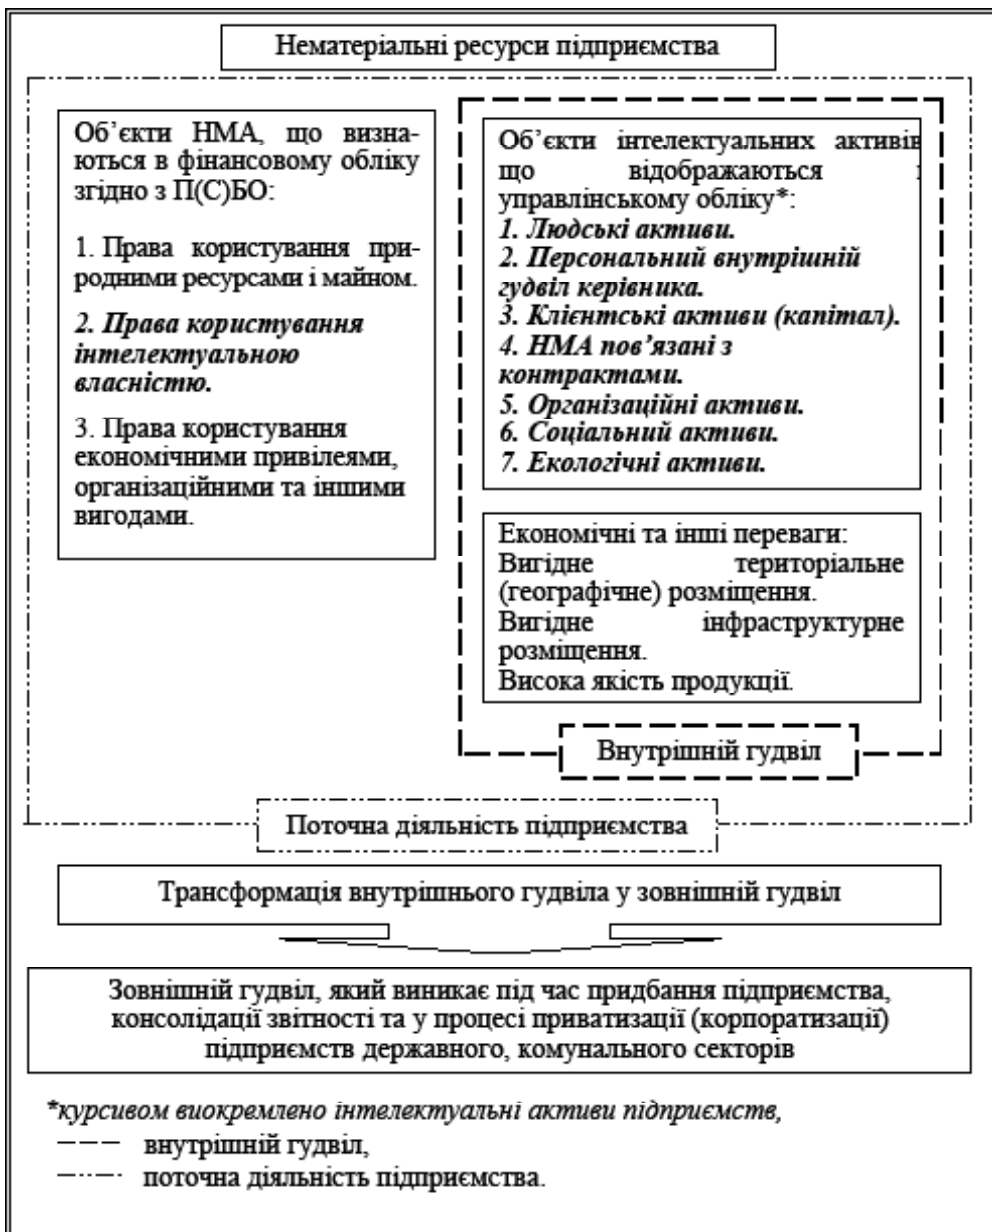 Нематеріальні ресурси підприємства
Об’єкти НМА, що визна-
ються в фінансовому обліку
згідно з П(С)БО:
1. Права користування при-
родними ресурсами і майном.
2. Права користування
інтелектуальною
власністю.
3. Права користування
економічними привілеями,
організаційними та іншими
вигодами.
Об’єкти інтелектуальних активів
що відображаються
управлінському обліку*:
1. Людські активи.
2. Персональний внутрішній
гудвіл керівника.
3. Клієнтські активи (капітал).
4. НМА пов’язані з
контрактами.
5. Організаційні активи.
6. Соціальний активи.
7. Екологічні активи.
Економічні та інші переваги:
Вигідне територіальне
(географічне) розміщення.
Вигідне інфраструктурне
розміщення.
Висока якість продукції.
Внутрішній гудвіл
Поточна діяльність підприємства
Трансформація внутрішнього гудвіла у зовнішній гудвіл
Зовнішній гудвіл, який виникає під час придбання підприємства,
консолідації звітності та у процесі приватизації (корпоратизації)
підприємств державного, комунального секторів
*курсивом виокремлено інтелектуальні активи підприємств,
внутрішній гудвіл,
поточна діяльність підприємства.